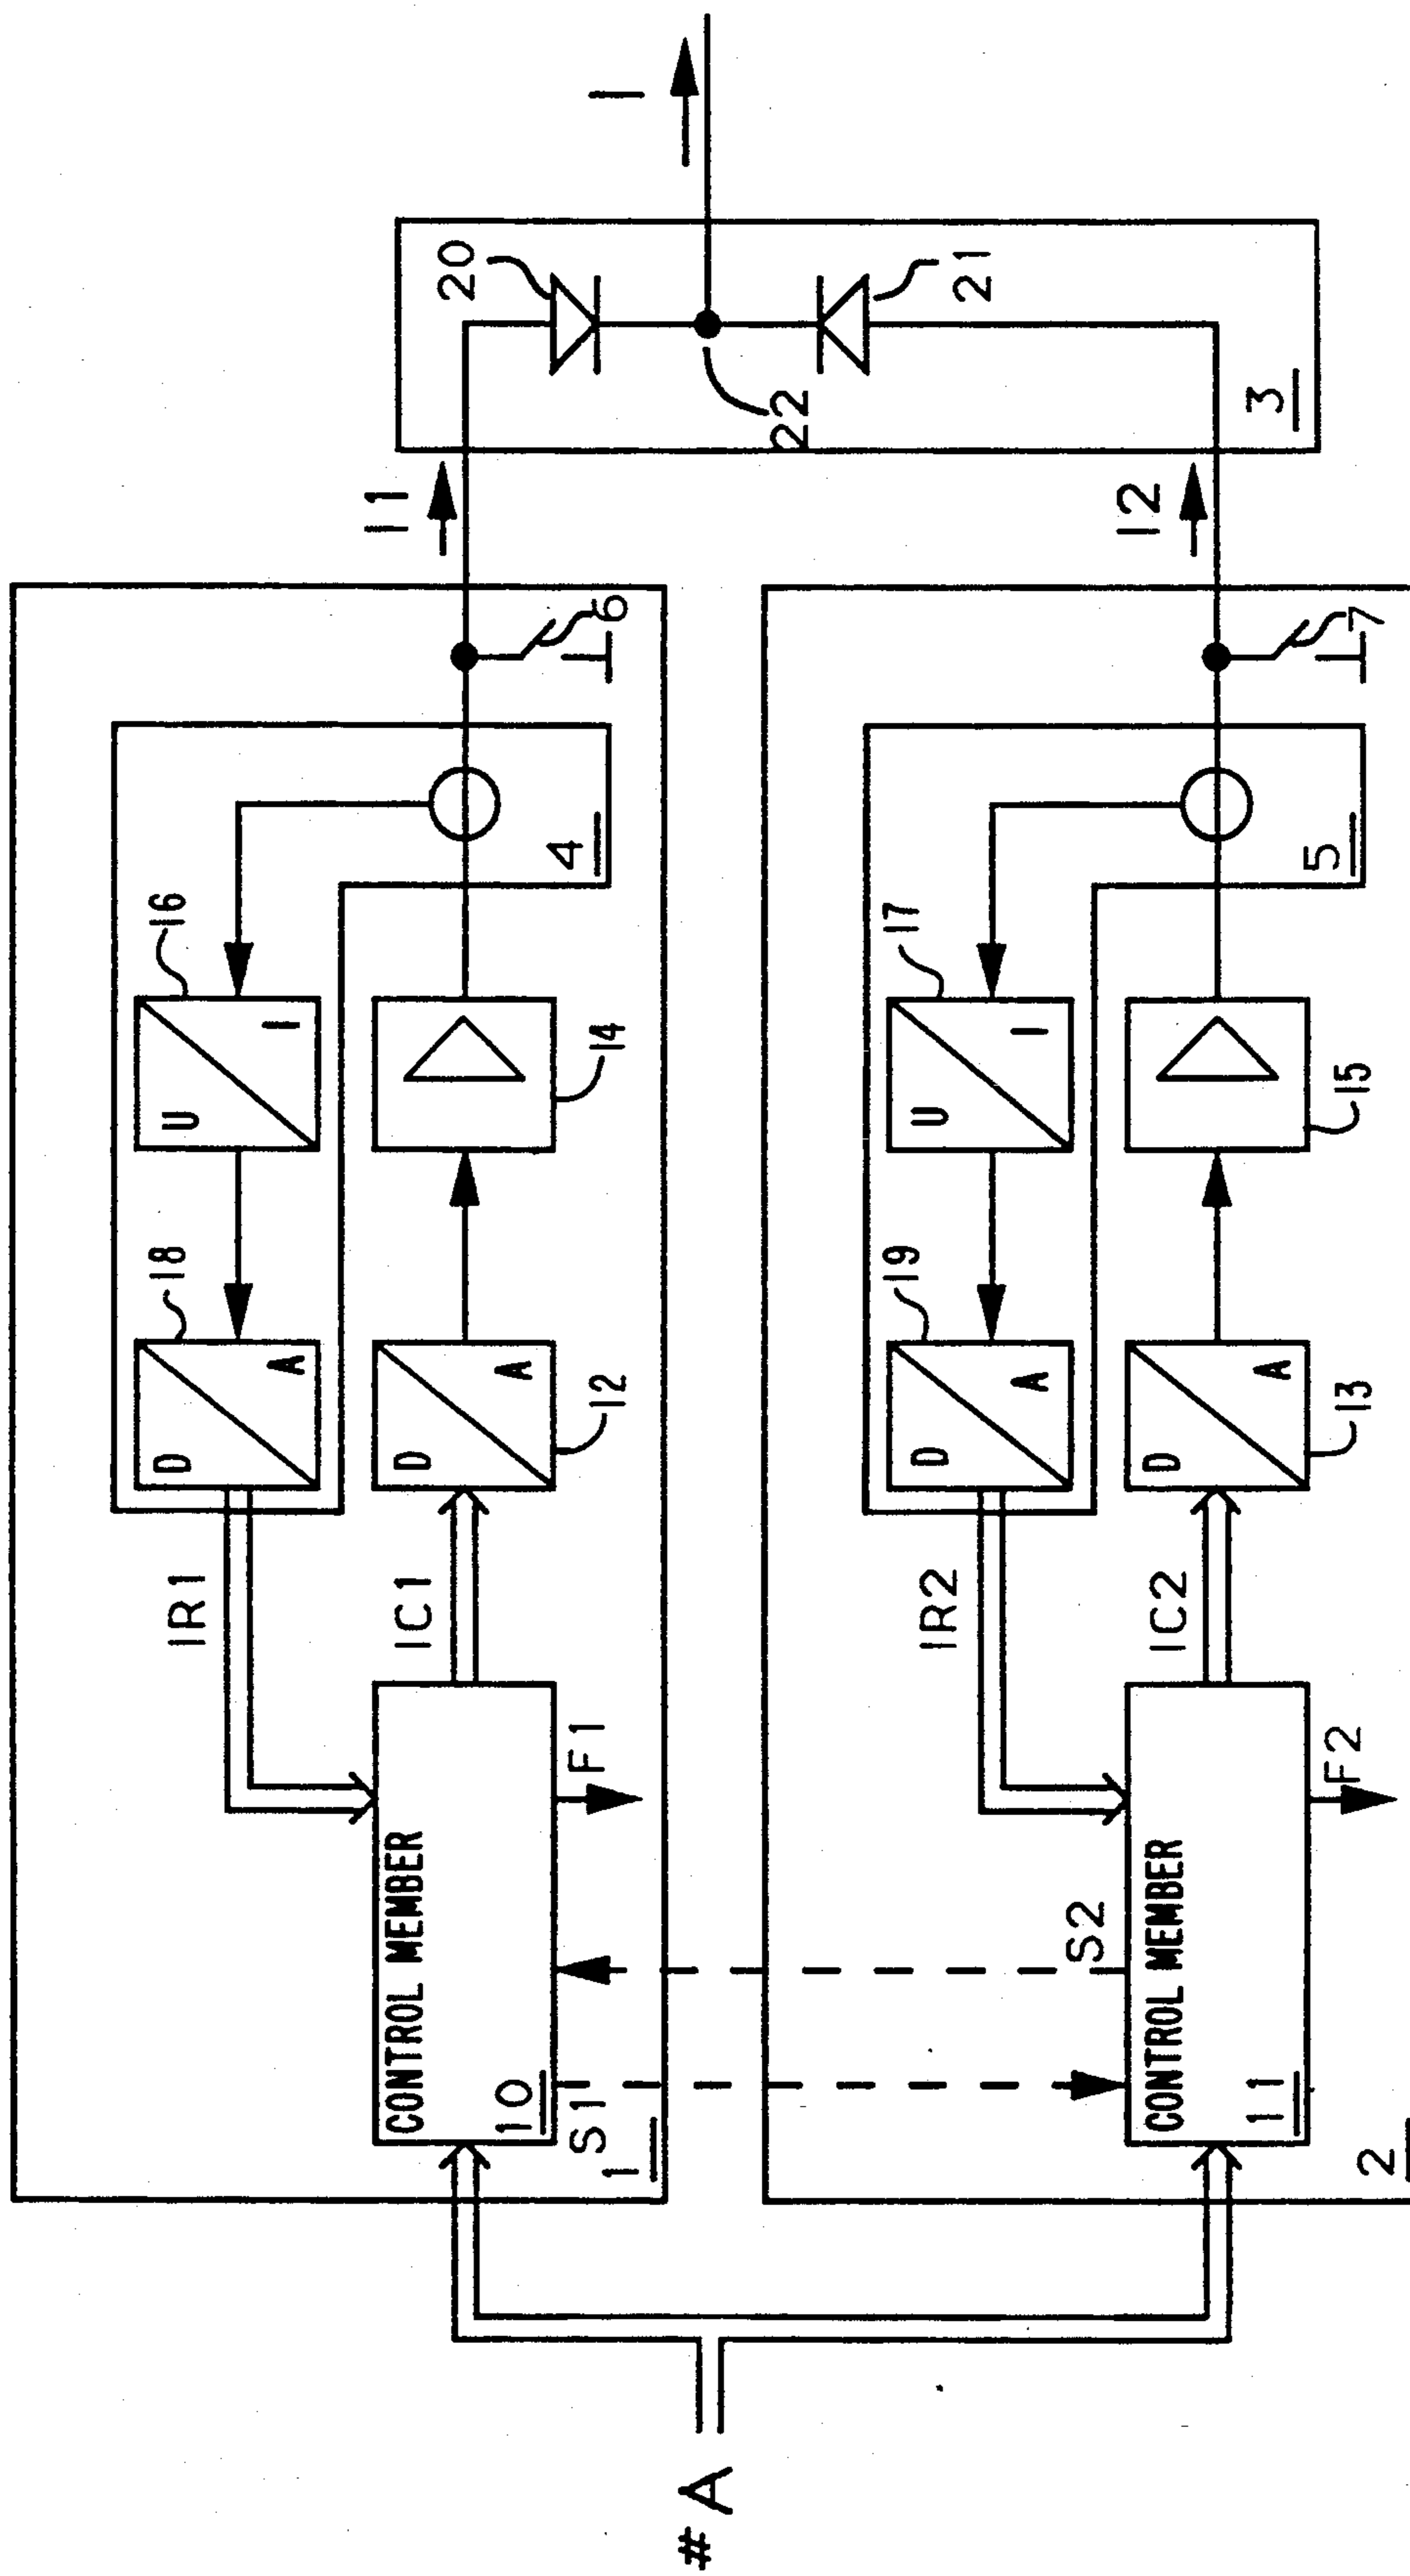 # A
1
CONTROL MEMBER
10
S1
F1
IR1
IC1
D
A
18
D
A
12
U
I
16
14
4
6
I1
2
CONTROL MEMBER
11
S2
F2
IR2
IC2
D
A
19
D
A
13
U
I
17
15
5
7
I2
20
21
22
3
I